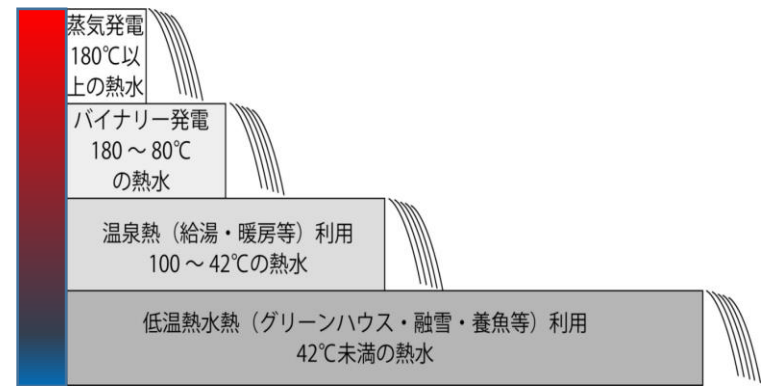 蒸気発電
180℃以
上の熱水
バイナリー発電
180 ～ 80℃
の熱水
温泉熱（給湯・暖房等）利用
100 ～ 42℃の熱水
低温熱水熱（グリーンハウス・融雪・養魚等）利用
42℃未満の熱水